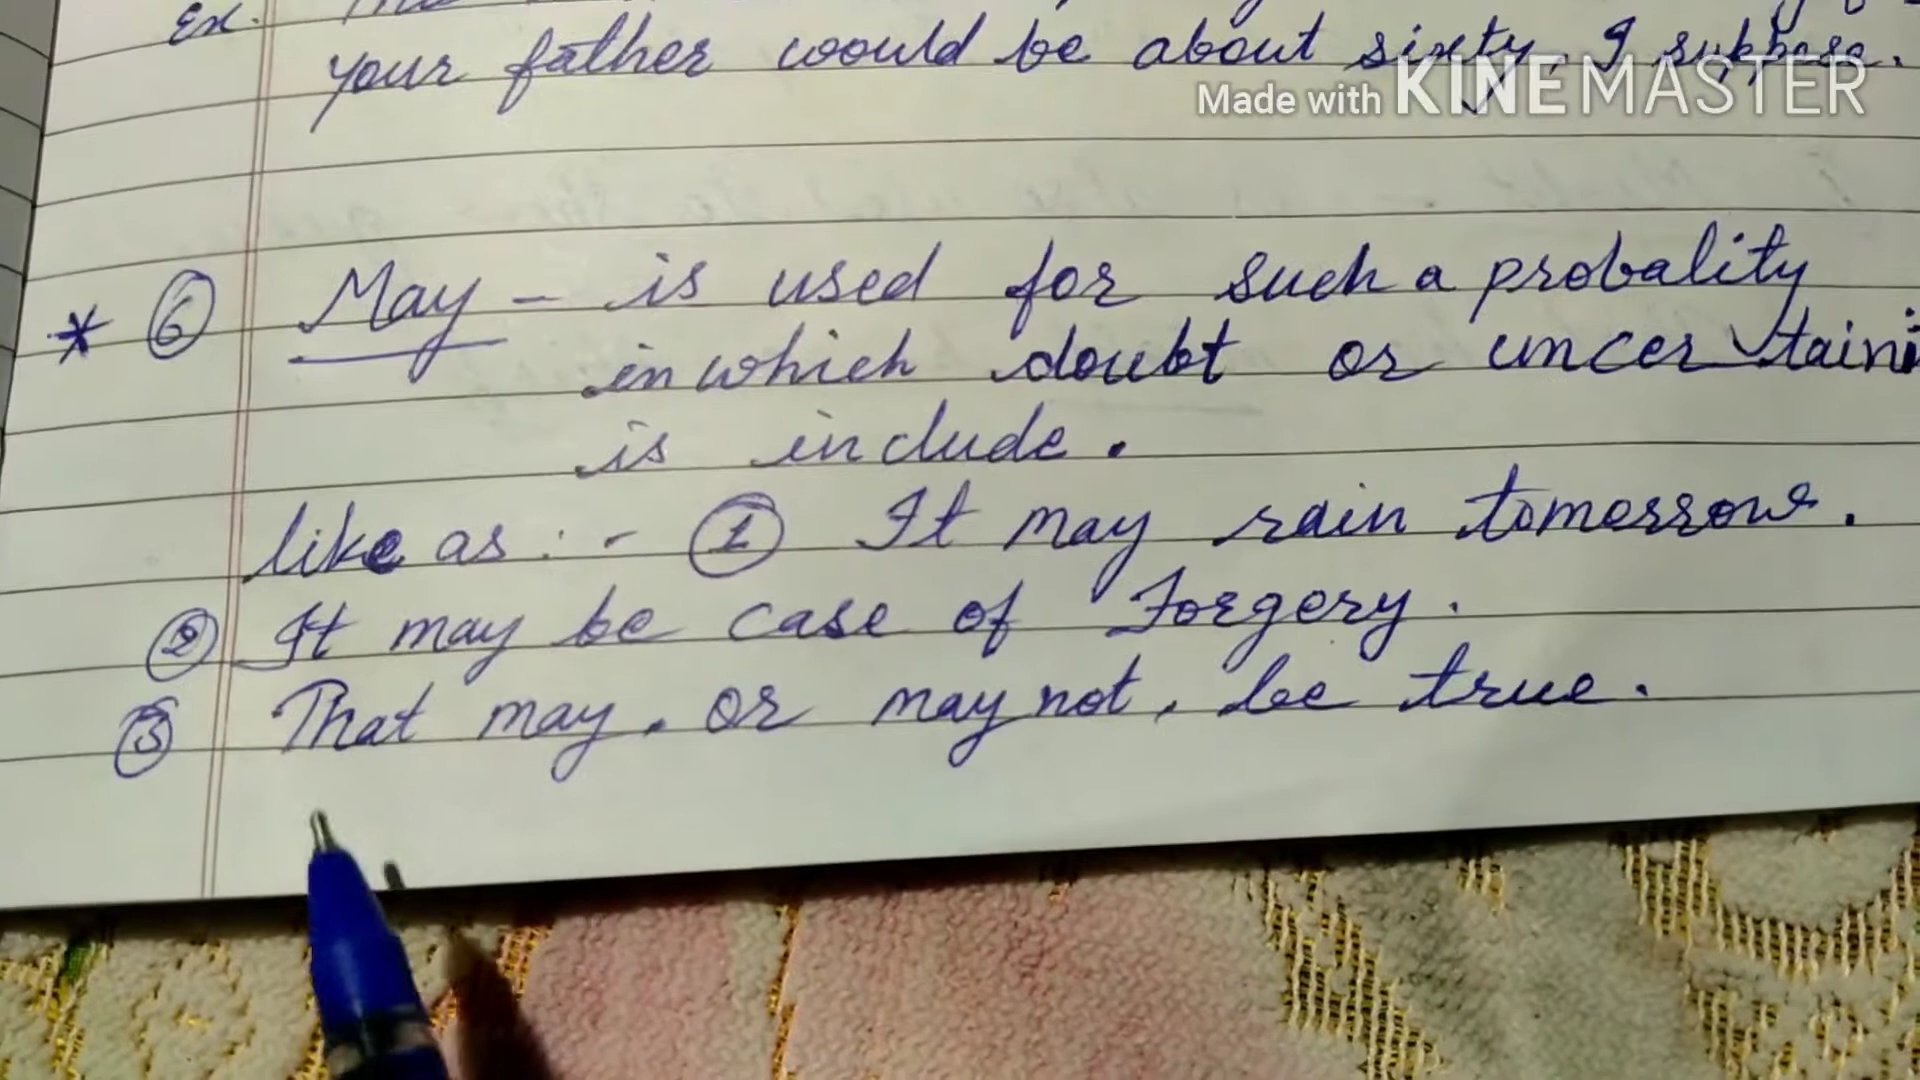 Ex.
your father would be about sixty, I suppose.
Made with KINEMASTER
* 6 May - is used for such a probality
in which doubt or uncertaini
is include.
like as :- 1 It may rain tomorrow.
2 It may be case of Forgery.
3 That may, or may not, be true.